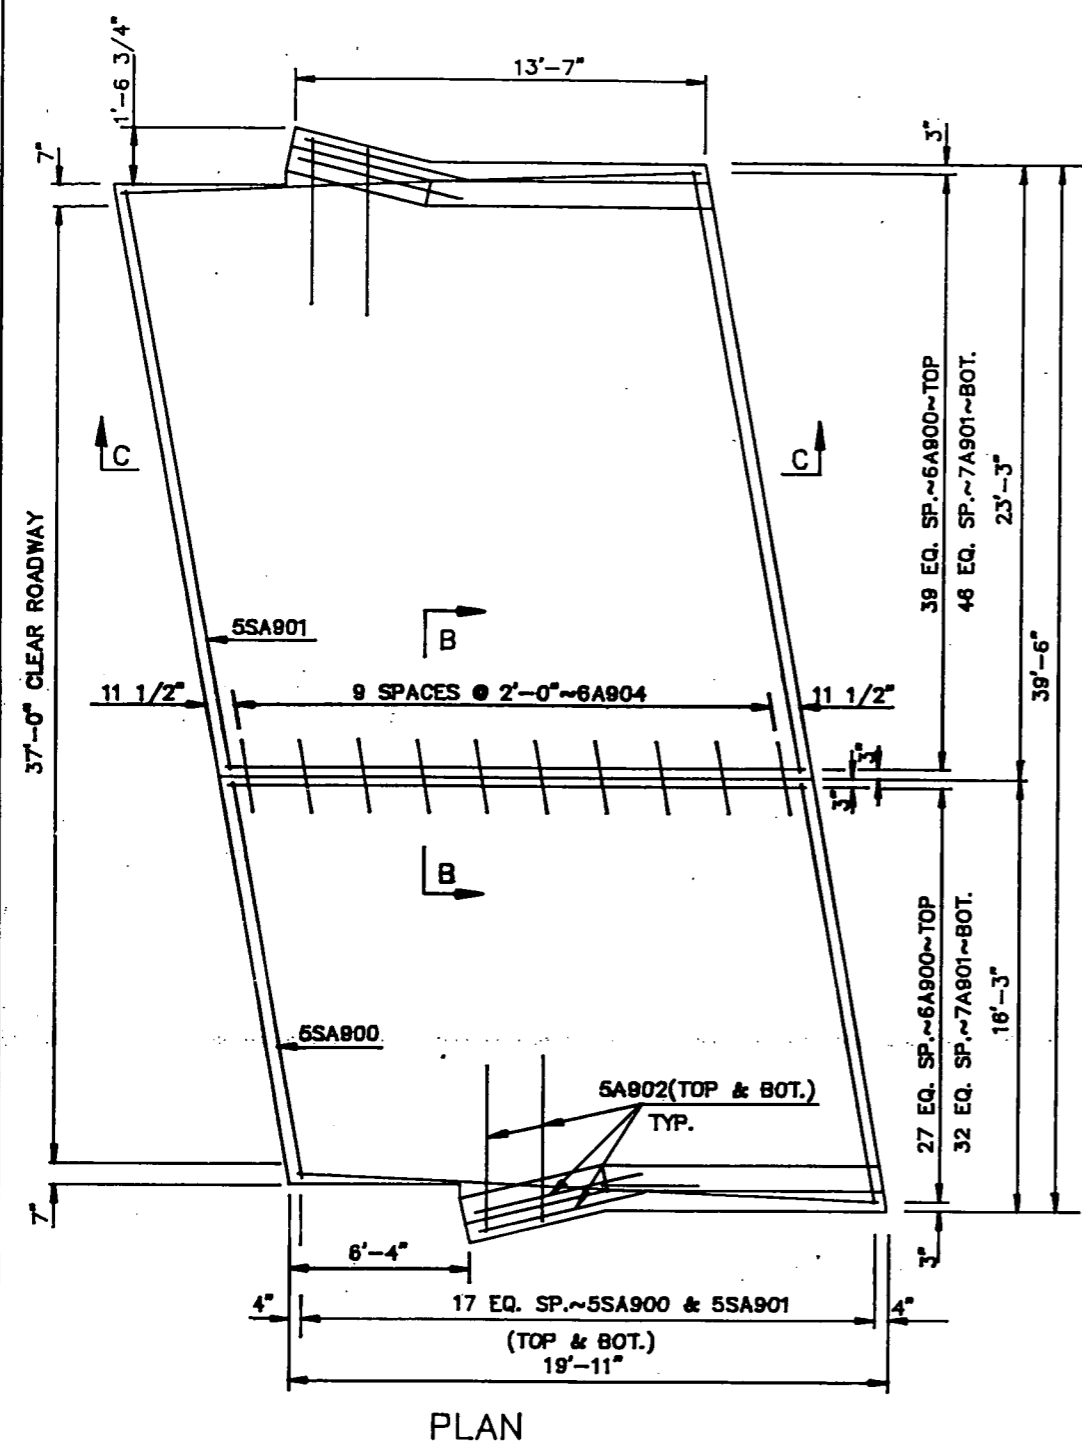 13'-7"
1'-6 3/4"
7"
3"
C
C
39 EQ. SP.~6A900~TOP
46 EQ. SP.~7A901~BOT.
23'-3"
39'-6"
37'-0" CLEAR ROADWAY
5SA901
B
11 1/2"
9 SPACES @ 2'-0"~6A904
11 1/2"
3"
3"
B
5SA900
27 EQ. SP.~6A900~TOP
32 EQ. SP.~7A901~BOT.
16'-3"
5A902(TOP & BOT.)
TYP.
7"
6'-4"
3"
4"
17 EQ. SP.~5SA900 & 5SA901
4"
(TOP & BOT.)
19'-11"
PLAN